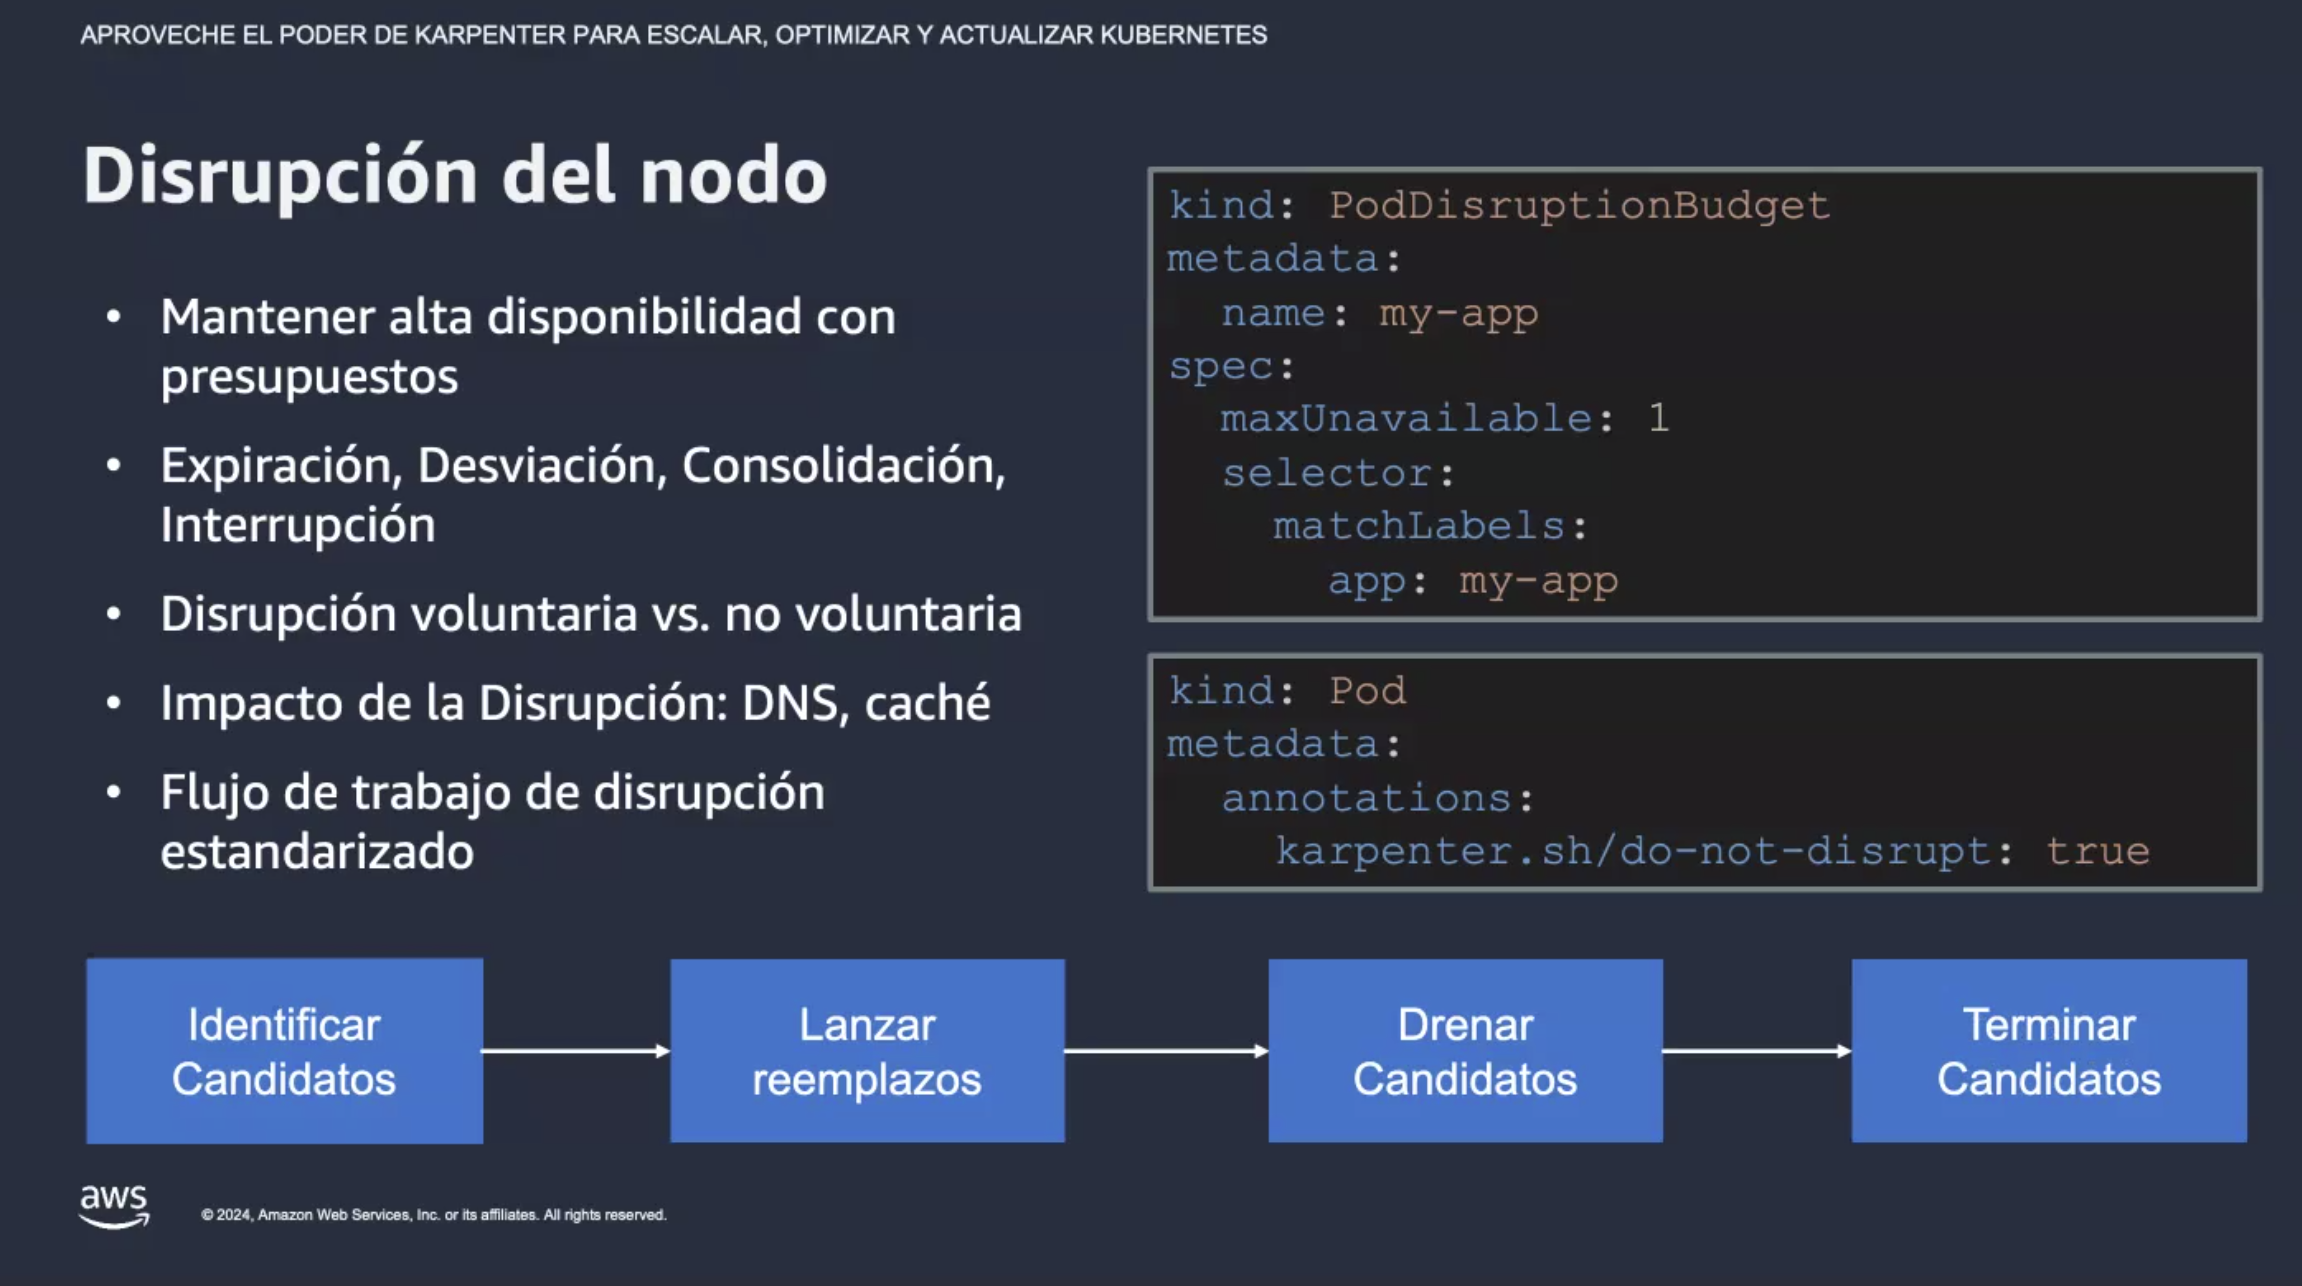 APROVECHE EL PODER DE KARPENTER PARA ESCALAR, OPTIMIZAR Y ACTUALIZAR KUBERNETES
Disrupción del nodo
• Mantener alta disponibilidad con
presupuestos
• Expiración, Desviación, Consolidación,
Interrupción
• Disrupción voluntaria vs. no voluntaria
• Impacto de la Disrupción: DNS, caché
• Flujo de trabajo de disrupción
estandarizado
kind: PodDisruptionBudget
metadata:
  name: my-app
spec:
  maxUnavailable: 1
  selector:
    matchLabels:
      app: my-app
kind: Pod
metadata:
  annotations:
    karpenter.sh/do-not-disrupt: true
Identificar
Candidatos
Lanzar
reemplazos
Drenar
Candidatos
Terminar
Candidatos
aws
© 2024, Amazon Web Services, Inc. or its affiliates. All rights reserved.